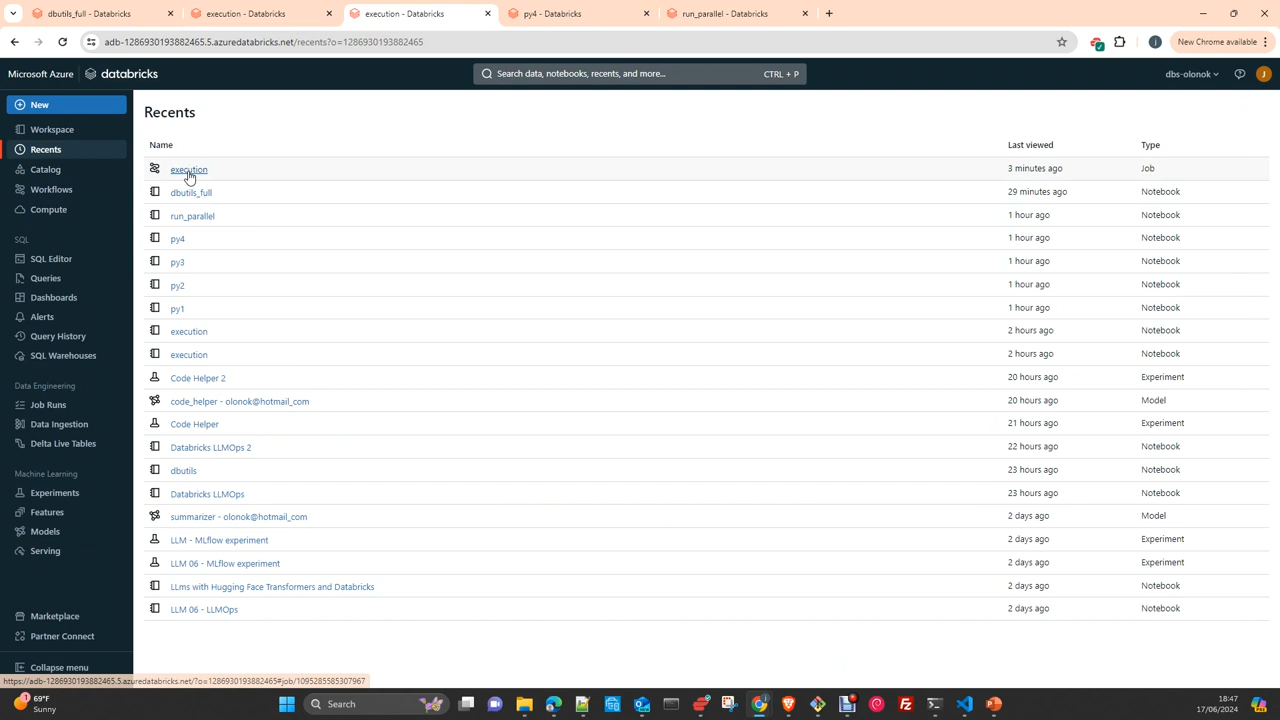 dbutils_full - Databricks
execution - Databricks
execution - Databricks
py4 - Databricks
run_parallel - Databricks
adb-1286930193882465.5.azuredatabricks.net/recents?o=1286930193882465
New Chrome available
Microsoft Azure
databricks
Search data, notebooks, recents, and more...
CTRL + P
dbs-olonok
J
New
Workspace
Recents
Catalog
Workflows
Compute
SQL
SQL Editor
Queries
Dashboards
Alerts
Query History
SQL Warehouses
Data Engineering
Job Runs
Data Ingestion
Delta Live Tables
Machine Learning
Experiments
Features
Models
Serving
Marketplace
Partner Connect
Collapse menu
Recents
Name Last viewed Type
execution 3 minutes ago Job
dbutils_full 29 minutes ago Notebook
run_parallel 1 hour ago Notebook
py4 1 hour ago Notebook
py3 1 hour ago Notebook
py2 1 hour ago Notebook
py1 1 hour ago Notebook
execution 2 hours ago Notebook
execution 2 hours ago Notebook
Code Helper 2 20 hours ago Experiment
code_helper - olonok@hotmail_com 20 hours ago Model
Code Helper 21 hours ago Experiment
Databricks LLMOps 2 22 hours ago Notebook
dbutils 23 hours ago Notebook
Databricks LLMOps 23 hours ago Notebook
summarizer - olonok@hotmail_com 2 days ago Model
LLM - MLflow experiment 2 days ago Experiment
LLM 06 - MLflow experiment 2 days ago Experiment
LLms with Hugging Face Transformers and Databricks 2 days ago Notebook
LLM 06 - LLMOps 2 days ago Notebook
https://adb-1286930193882465.5.azuredatabricks.net/?o=1286930193882465#job/1095285585307967
1
69°F
Sunny
Search
18:47
17/06/2024